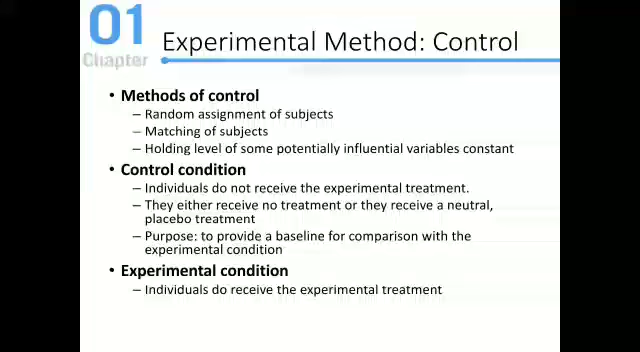 01
Chapter
Experimental Method: Control
• Methods of control
– Random assignment of subjects
– Matching of subjects
– Holding level of some potentially influential variables constant
• Control condition
– Individuals do not receive the experimental treatment.
– They either receive no treatment or they receive a neutral,
placebo treatment
– Purpose: to provide a baseline for comparison with the
experimental condition
• Experimental condition
– Individuals do receive the experimental treatment